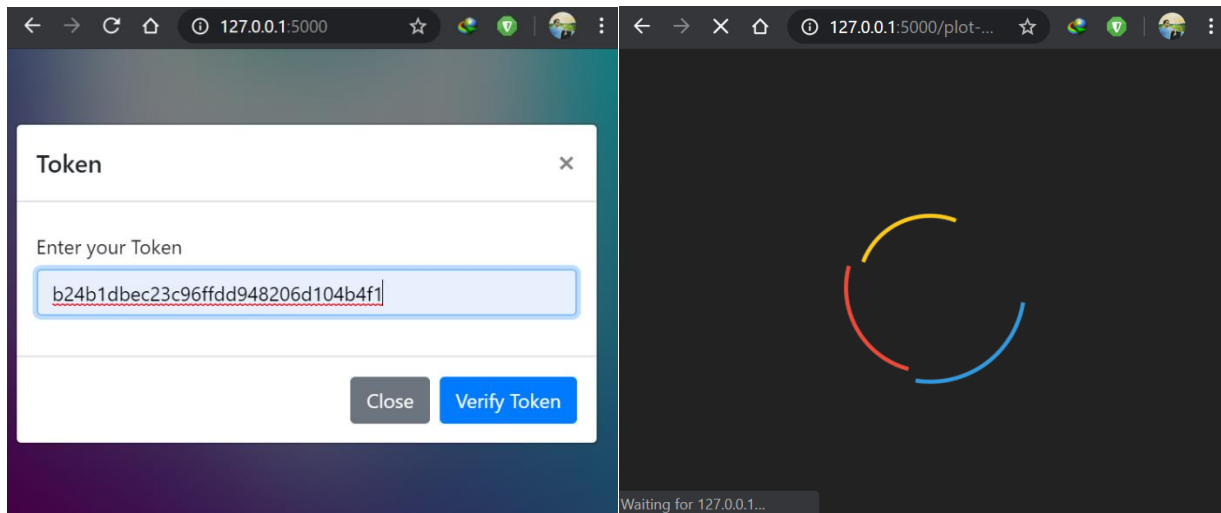 127.0.0.1:5000
Token
×
Enter your Token
b24b1dbec23c96ffdd948206d104b4f1
Close
Verify Token
127.0.0.1:5000/plot-...
Waiting for 127.0.0.1...